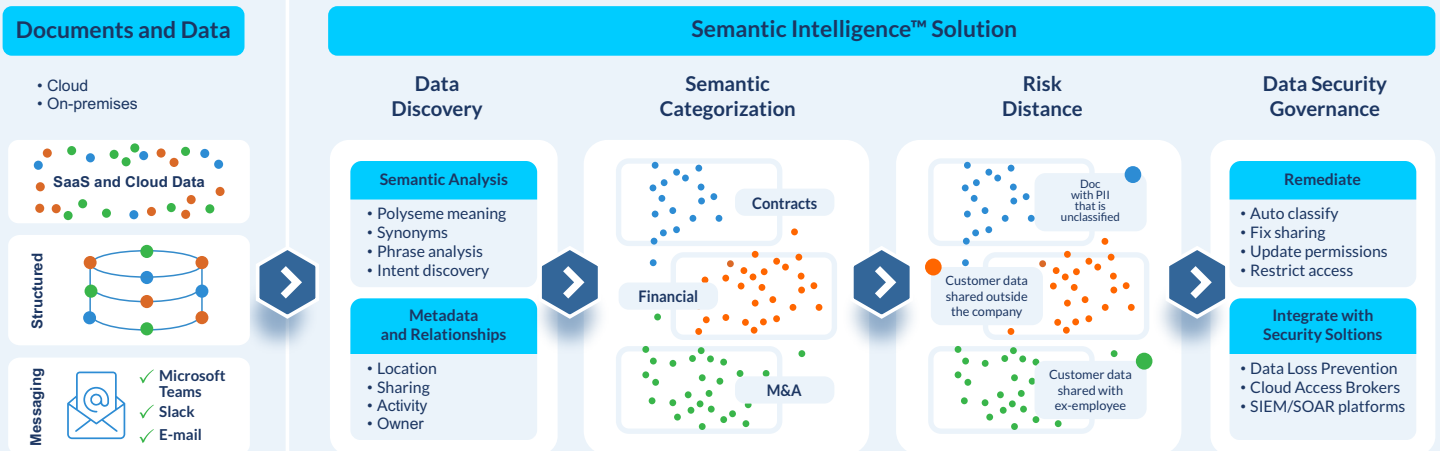 Documents and Data
• Cloud
• On-premises
SaaS and Cloud Data
Structured
Messaging
✓ Microsoft
Teams
✓ Slack
✓ E-mail
Semantic Intelligence™ Solution
Data
Discovery
Semantic Analysis
• Polyseme meaning
• Synonyms
• Phrase analysis
• Intent discovery
Metadata
and Relationships
• Location
• Sharing
• Activity
• Owner
Semantic
Categorization
Contracts
Financial
M&A
Risk
Distance
Doc
with PII
that is
unclassified
Customer data
shared outside
the company
Customer data
shared with
ex-employee
Data Security
Governance
Remediate
• Auto classify
• Fix sharing
• Update permissions
• Restrict access
Integrate with
Security Soltions
• Data Loss Prevention
• Cloud Access Brokers
• SIEM/SOAR platforms